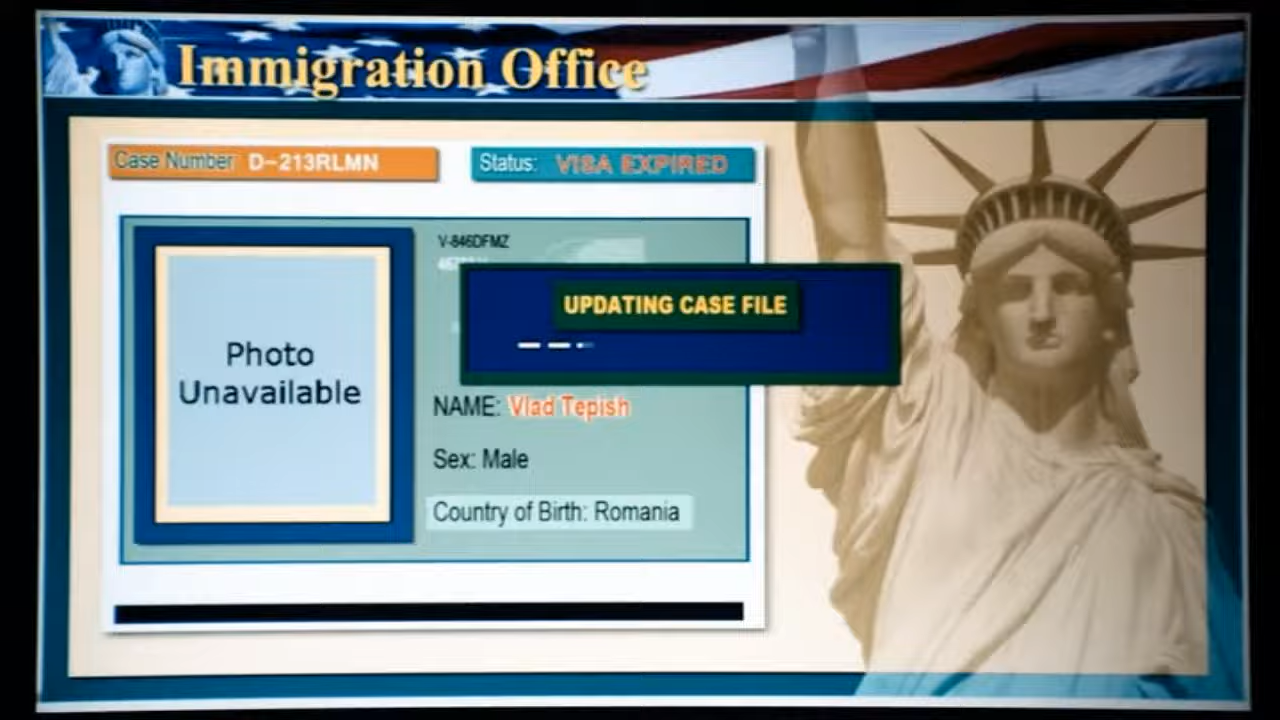 Immigration Office
Case Number D-213RLMN
Status: VISA EXPIRED
V-846DFMZ
UPDATING CASE FILE
Photo
Unavailable
NAME: Vlad Tepish
Sex: Male
Country of Birth: Romania